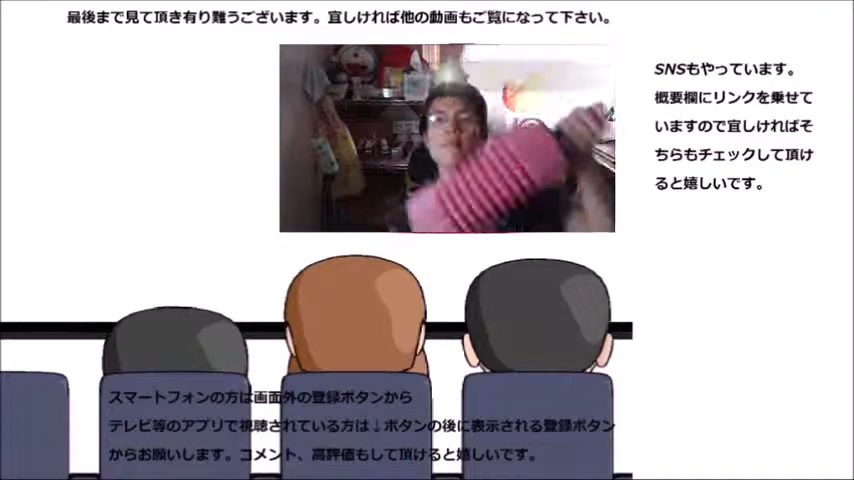 最後まで見て頂き有り難うございます。宜しければ他の動画もご覧になって下さい。
SNSもやっています。
概要欄にリンクを乗せて
いますので宜しければそ
ちらもチェックして頂け
ると嬉しいです。
スマートフォンの方は画面外の登録ボタンから
テレビ等のアプリで視聴されている方は↓ボタンの後に表示される登録ボタン
からお願いします。コメント、高評価もして頂けると嬉しいです。